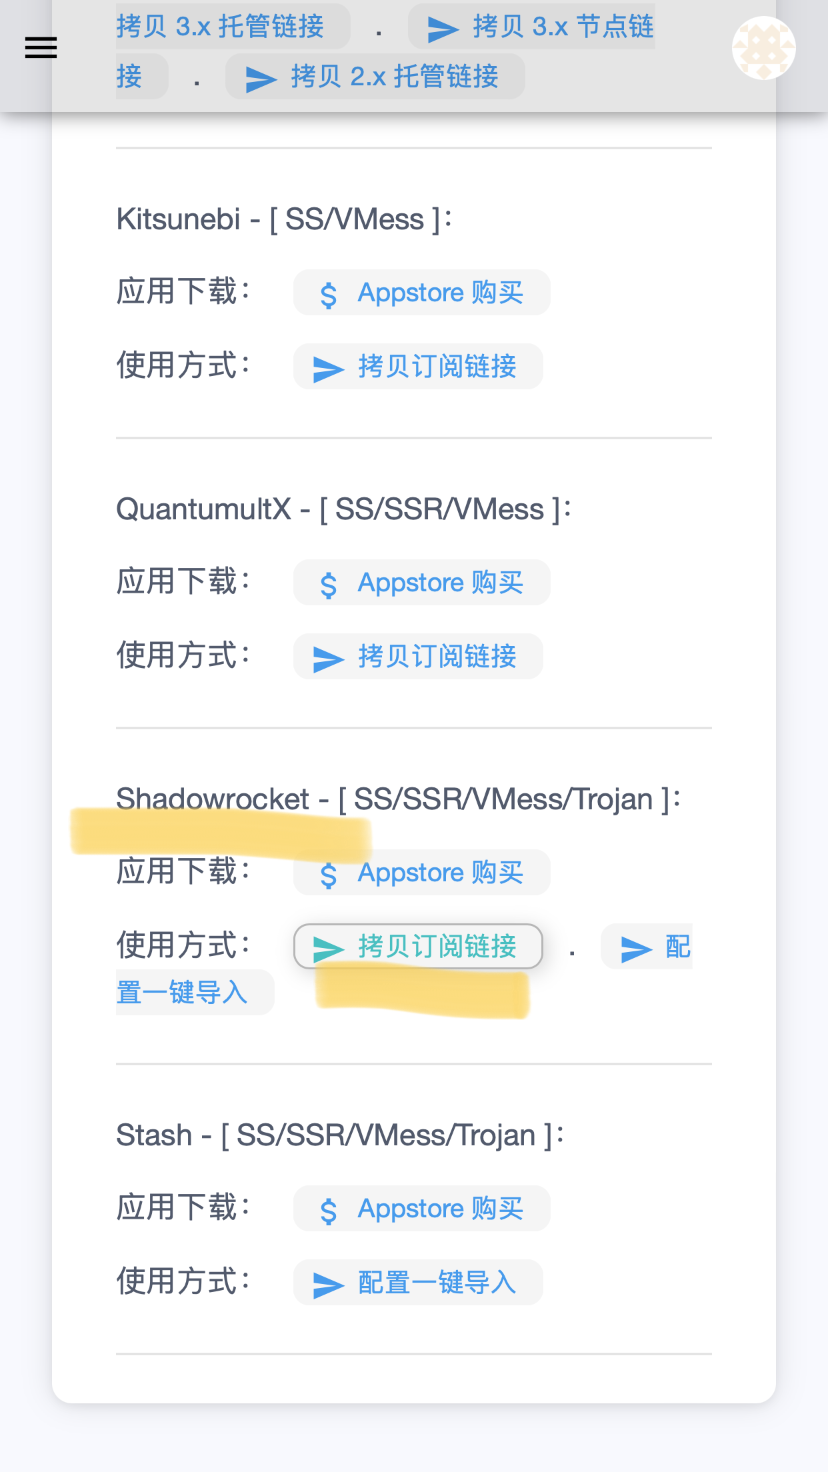 拷贝 3.x 托管链接 . 拷贝 3.x 节点链
接 . 拷贝 2.x 托管链接
Kitsunebi - [ SS/VMess ]：
应用下载： $ Appstore 购买
使用方式： 拷贝订阅链接
QuantumultX - [ SS/SSR/VMess ]：
应用下载： $ Appstore 购买
使用方式： 拷贝订阅链接
Shadowrocket - [ SS/SSR/VMess/Trojan ]：
应用下载： $ Appstore 购买
使用方式： 拷贝订阅链接 . 配
置一键导入
Stash - [ SS/SSR/VMess/Trojan ]：
应用下载： $ Appstore 购买
使用方式： 配置一键导入